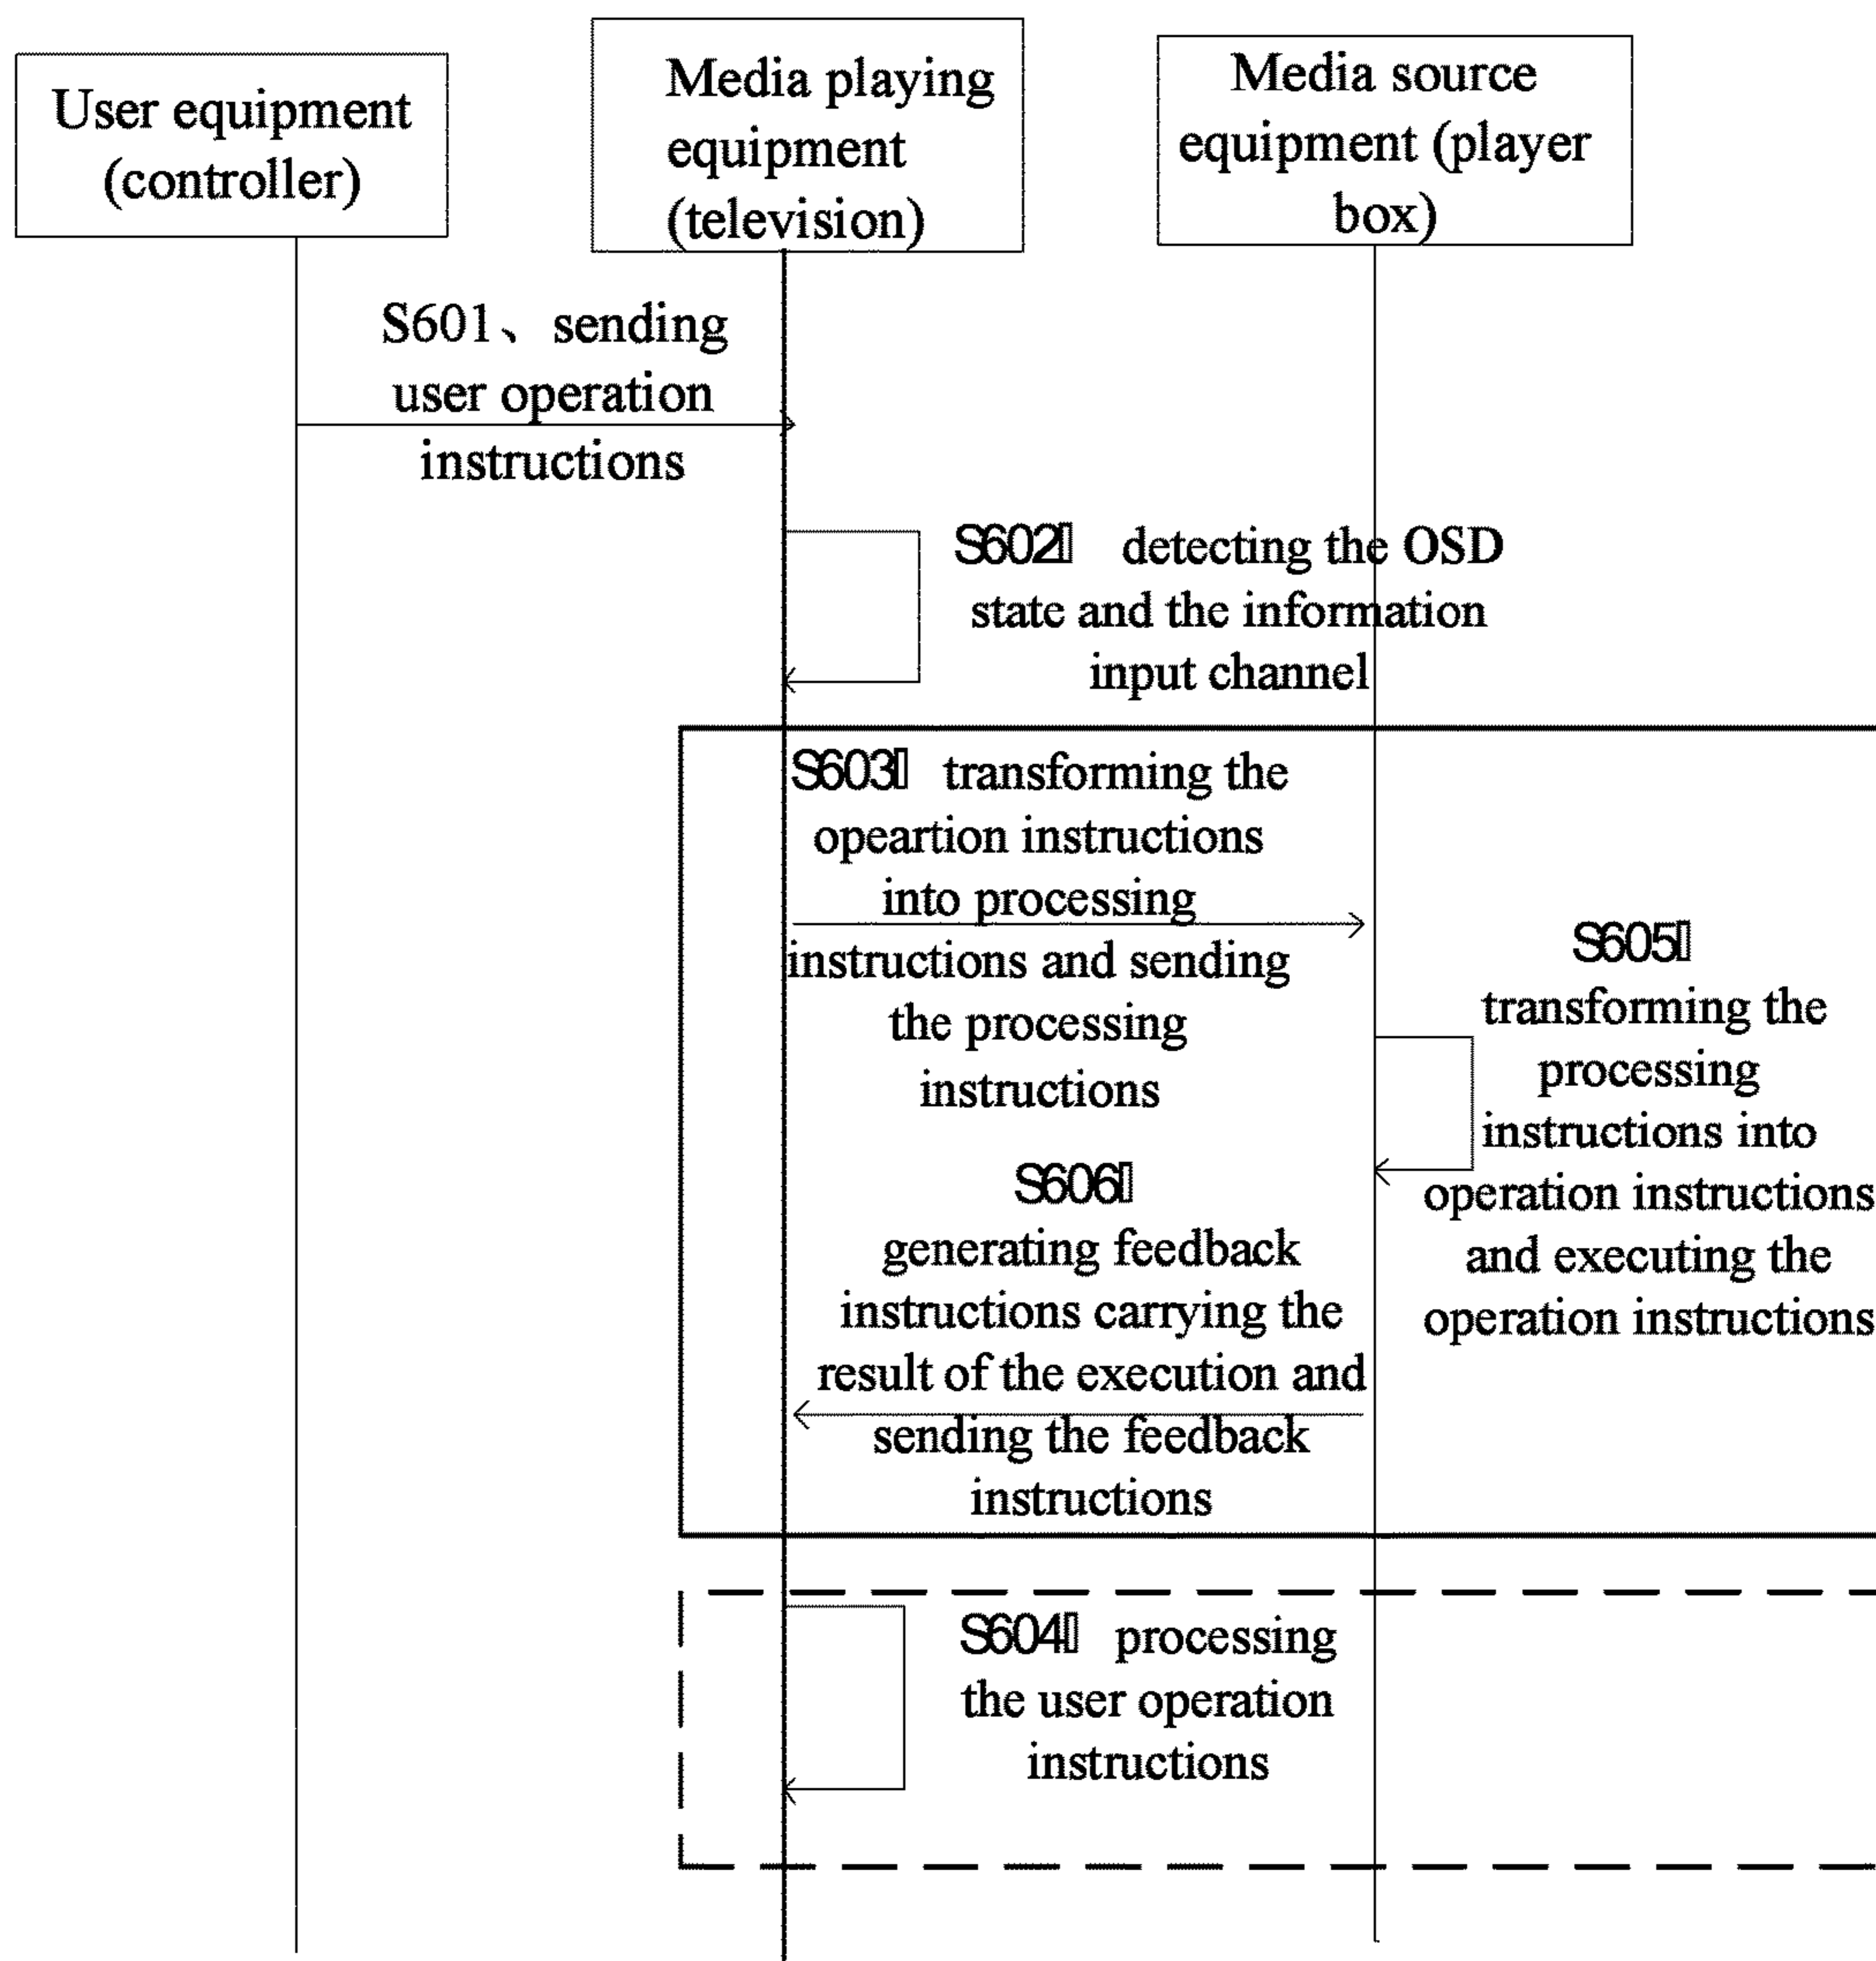 User equipment
(controller)
Media playing
equipment
(television)
Media source
equipment (player
box)
S601、sending
user operation
instructions
S602 detecting the OSD
state and the information
input channel
S603 transforming the
opeartion instructions
into processing
instructions and sending
the processing
instructions
S605
transforming the
processing
instructions into
operation instructions
and executing the
operation instructions
S606
generating feedback
instructions carrying the
result of the execution and
sending the feedback
instructions
S604 processing
the user operation
instructions